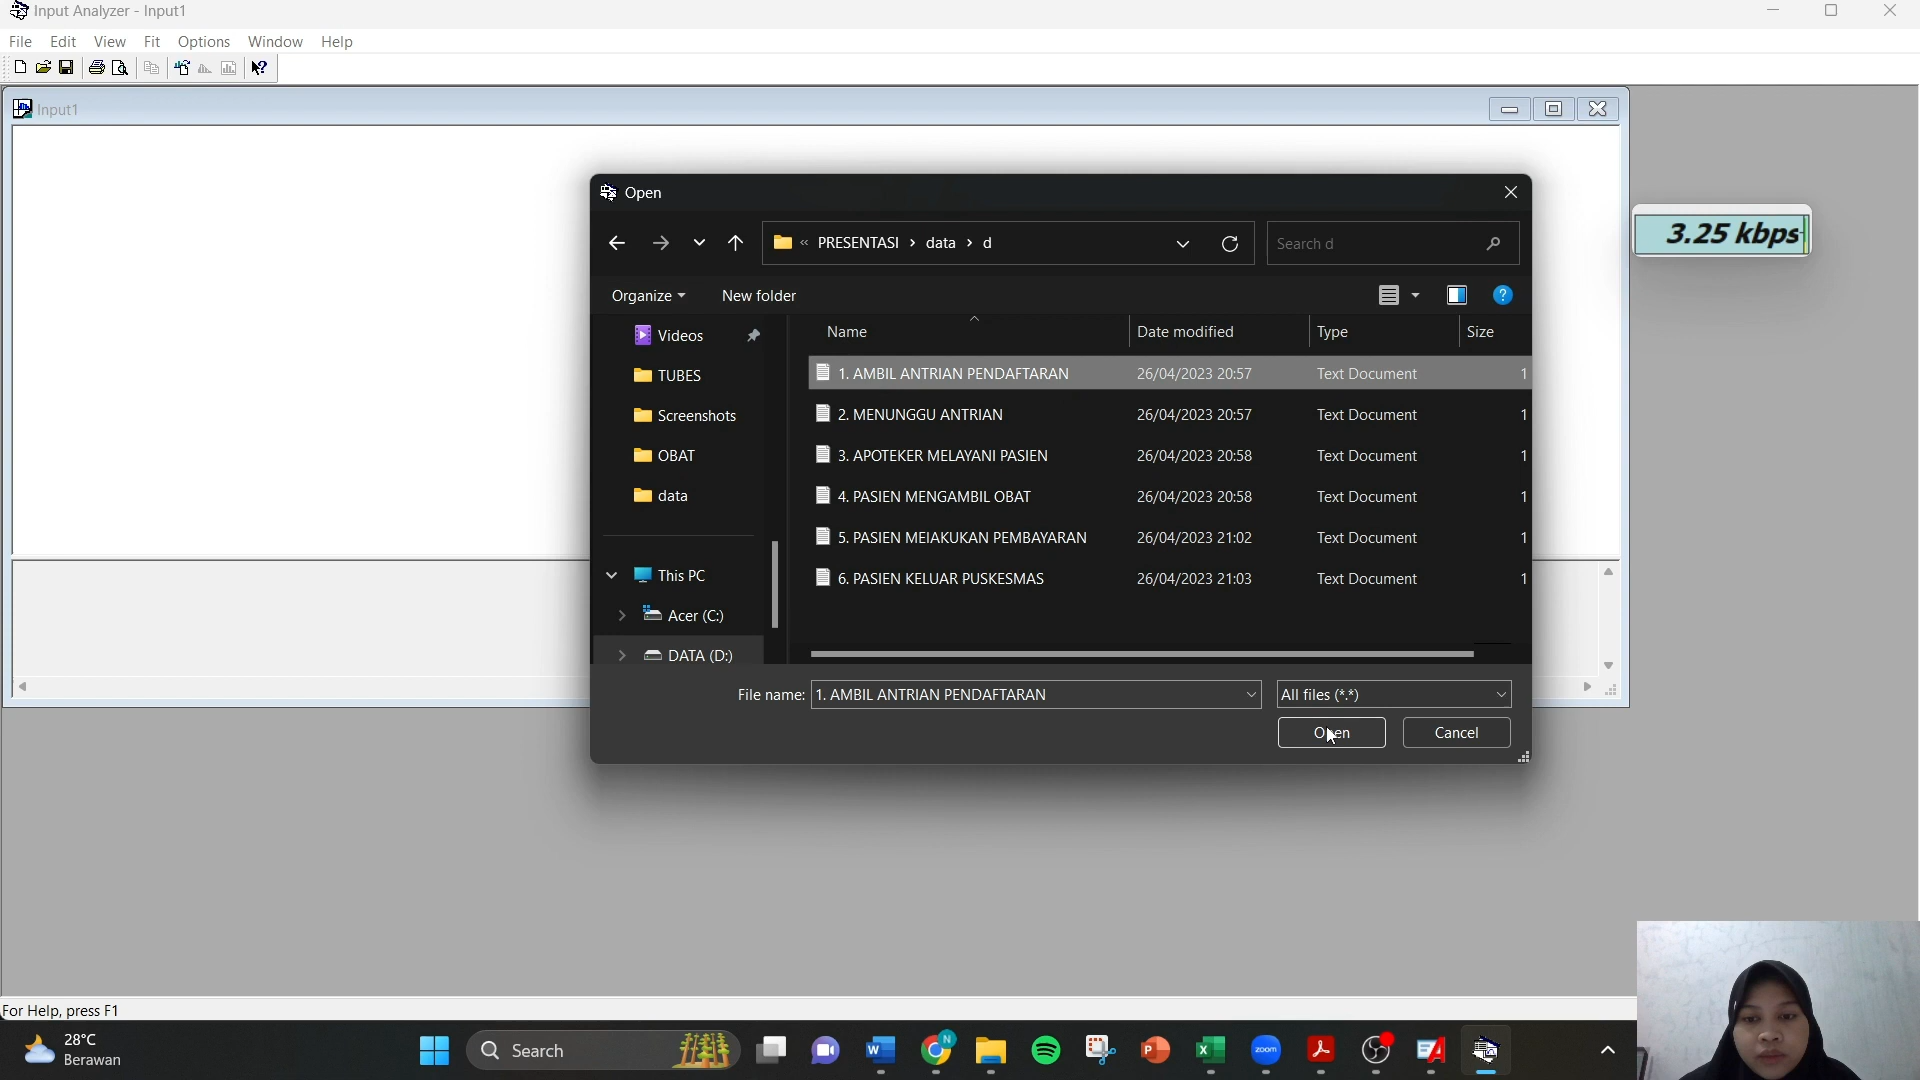 Input Analyzer - Input1
File Edit View Fit Options Window Help
Input1
Open
« PRESENTASI › data › d
Search d
Organize
New folder
?
Videos
TUBES
Screenshots
OBAT
data
This PC
Acer (C:)
DATA (D:)
Name Date modified Type Size
1. AMBIL ANTRIAN PENDAFTARAN 26/04/2023 20:57 Text Document 1
2. MENUNGGU ANTRIAN 26/04/2023 20:57 Text Document 1
3. APOTEKER MELAYANI PASIEN 26/04/2023 20:58 Text Document 1
4. PASIEN MENGAMBIL OBAT 26/04/2023 20:58 Text Document 1
5. PASIEN MEIAKUKAN PEMBAYARAN 26/04/2023 21:02 Text Document 1
6. PASIEN KELUAR PUSKESMAS 26/04/2023 21:03 Text Document 1
File name: 1. AMBIL ANTRIAN PENDAFTARAN All files (*.*)
Open Cancel
3.25 kbps
For Help, press F1
28°C
Berawan
Search
W
N
P
X
zoom